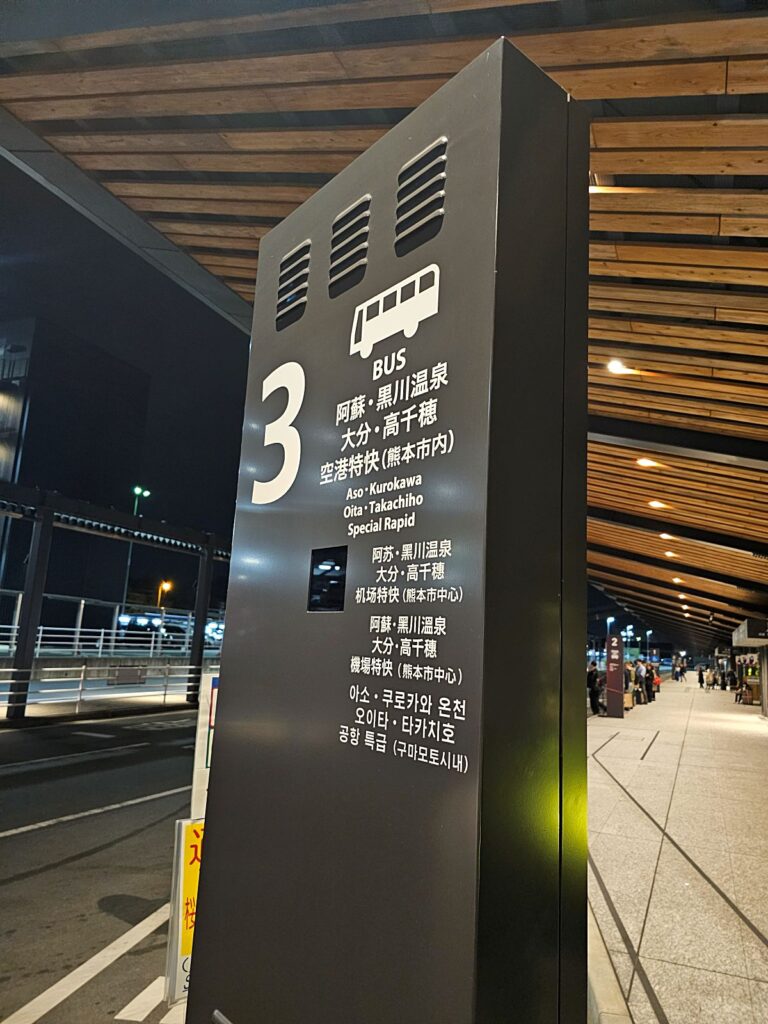 3
BUS
阿蘇・黒川温泉
大分・高千穂
空港特快(熊本市内)
Aso・Kurokawa
Oita・Takachiho
Special Rapid
阿苏・黑川温泉
大分・高千穗
机场特快(熊本市中心)
阿蘇・黑川溫泉
大分・高千穗
機場特快(熊本市中心)
아소・쿠로카와 온천
오이타・타카치호
공항 특급 (구마모토시내)
2
桜